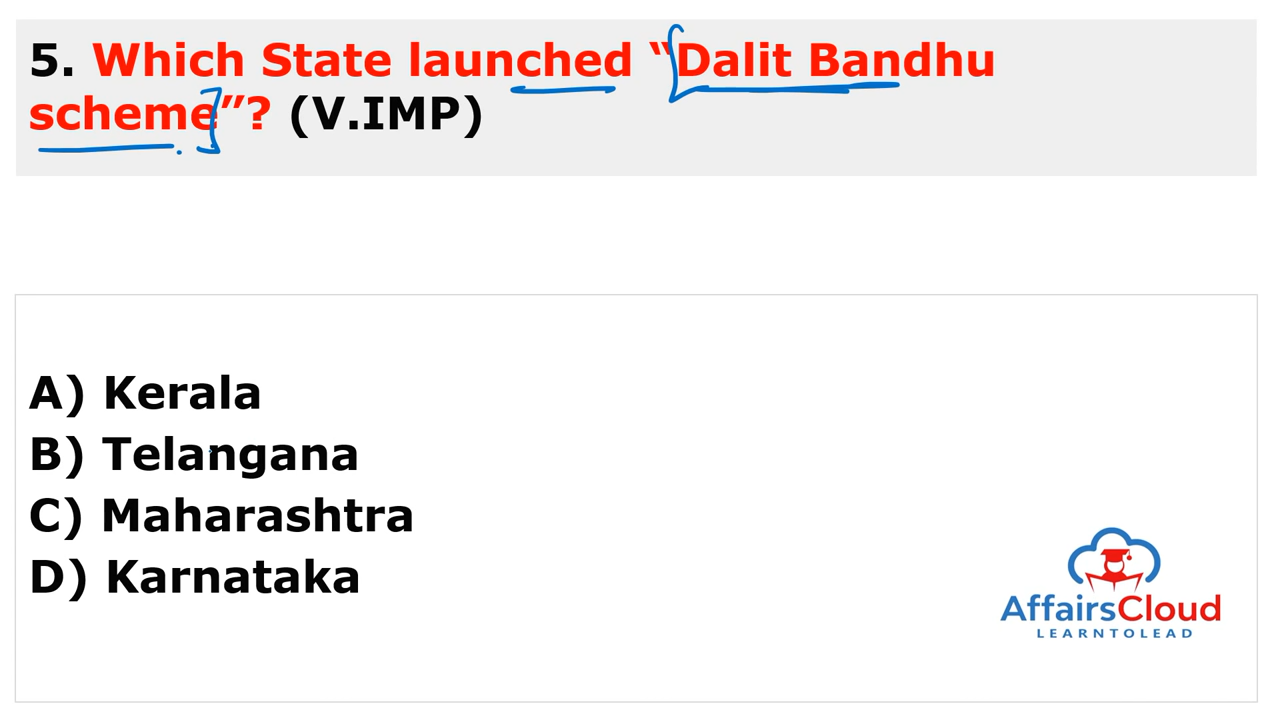 5. Which State launched “Dalit Bandhu
scheme”? (V.IMP)
A) Kerala
B) Telangana
C) Maharashtra
D) Karnataka
AffairsCloud
LEARNTOLEAD